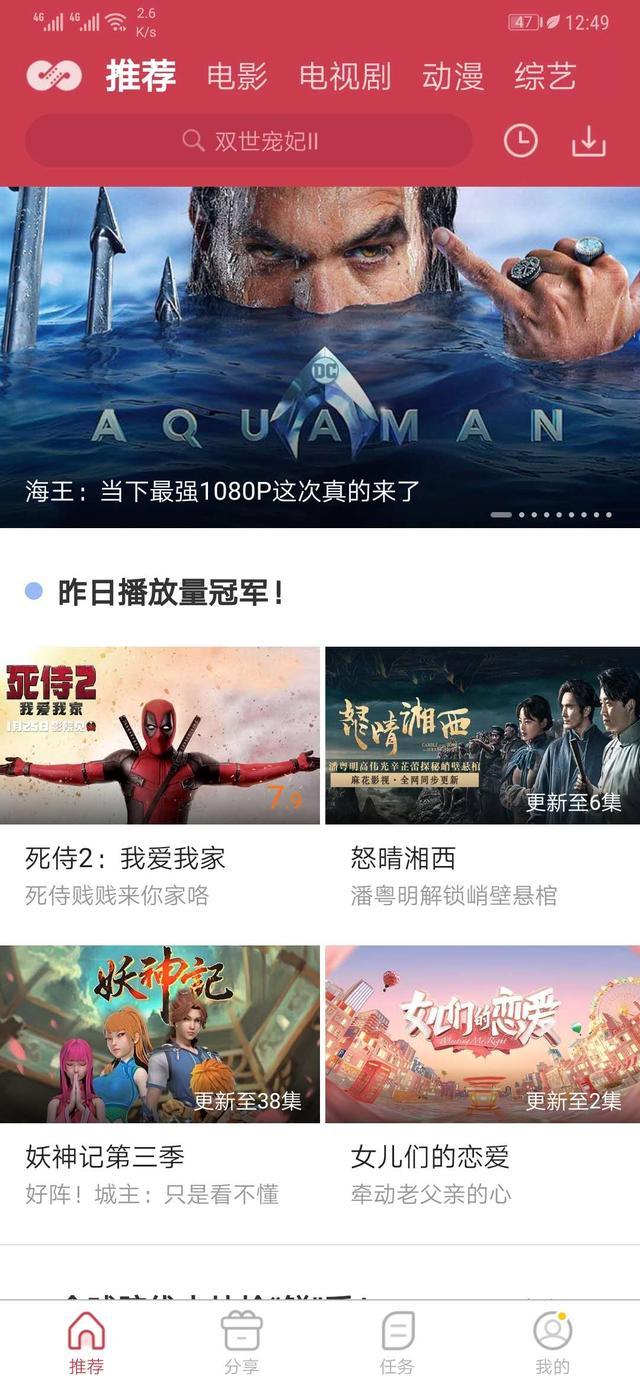 4G 4G 2.6 K/s 47 12:49
推荐 电影 电视剧 动漫 综艺
双世宠妃II
DC
AQUAMAN
海王：当下最强1080P这次真的来了
昨日播放量冠军！
死侍2
我爱我家
1月25日影院见
7.9
怒晴湘西
潘粤明高伟光辛芷蕾探秘峭壁悬棺
麻花影视·全网同步更新
更新至6集
死侍2：我爱我家
死侍贱贱来你家咯
怒晴湘西
潘粤明解锁峭壁悬棺
妖神記
更新至38集
女儿们的恋爱
Meeting Mr.Right
更新至2集
妖神记第三季
好阵！城主：只是看不懂
女儿们的恋爱
牵动老父亲的心
推荐 分享 任务 我的